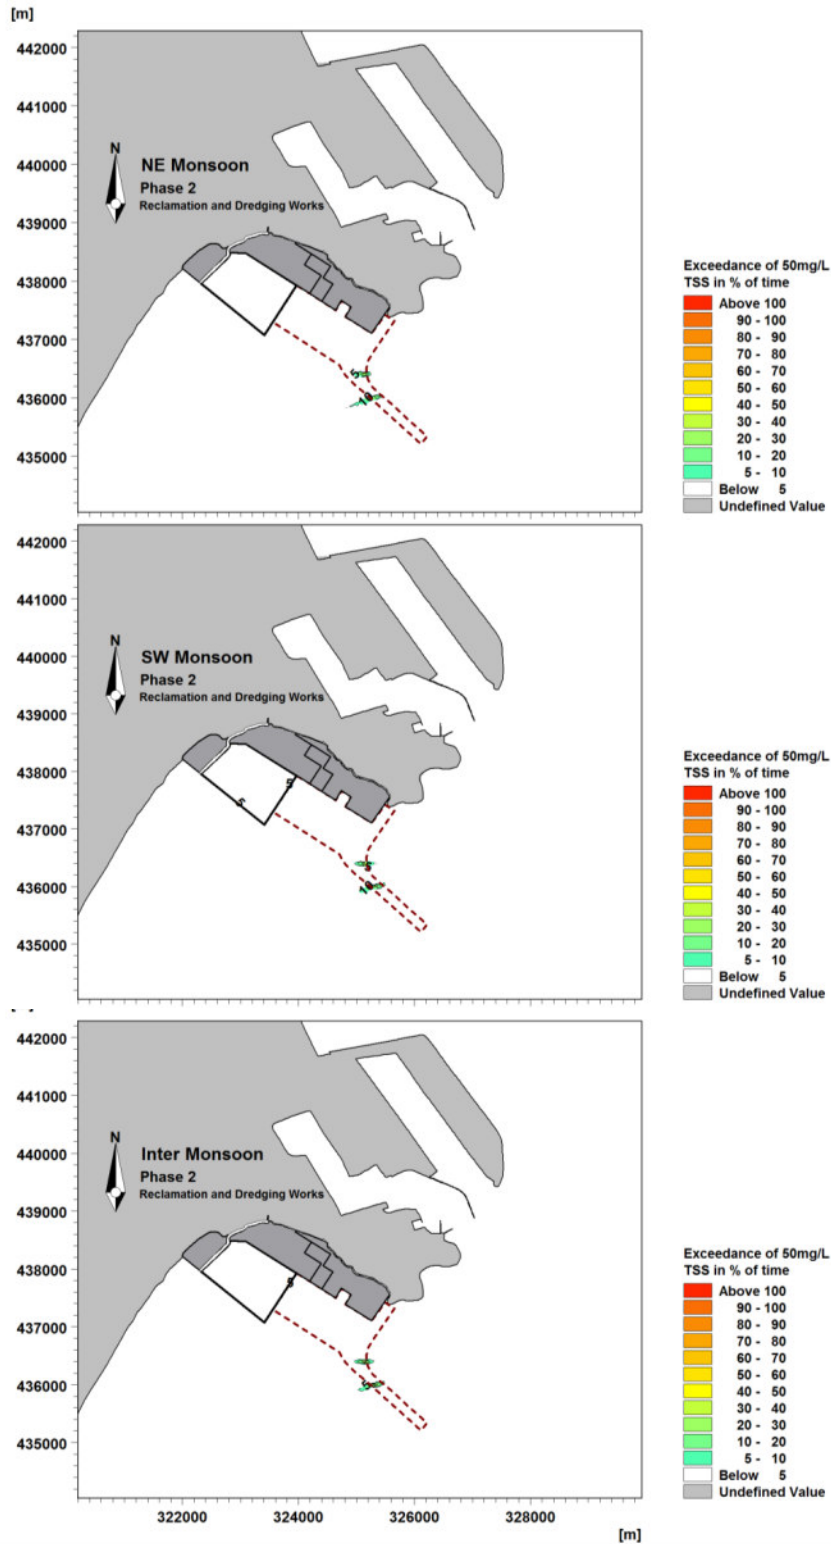 [m]
442000
441000
440000
439000
438000
437000
436000
435000
N
NE Monsoon
Phase 2
Reclamation and Dredging Works
5
Exceedance of 50mg/L
TSS in % of time
Above 100
90 - 100
80 - 90
70 - 80
60 - 70
50 - 60
40 - 50
30 - 40
20 - 30
10 - 20
5 - 10
Below 5
Undefined Value
442000
441000
440000
439000
438000
437000
436000
435000
N
SW Monsoon
Phase 2
Reclamation and Dredging Works
5
5
5
Exceedance of 50mg/L
TSS in % of time
Above 100
90 - 100
80 - 90
70 - 80
60 - 70
50 - 60
40 - 50
30 - 40
20 - 30
10 - 20
5 - 10
Below 5
Undefined Value
442000
441000
440000
439000
438000
437000
436000
435000
N
Inter Monsoon
Phase 2
Reclamation and Dredging Works
5
5
Exceedance of 50mg/L
TSS in % of time
Above 100
90 - 100
80 - 90
70 - 80
60 - 70
50 - 60
40 - 50
30 - 40
20 - 30
10 - 20
5 - 10
Below 5
Undefined Value
322000 324000 326000 328000
[m]